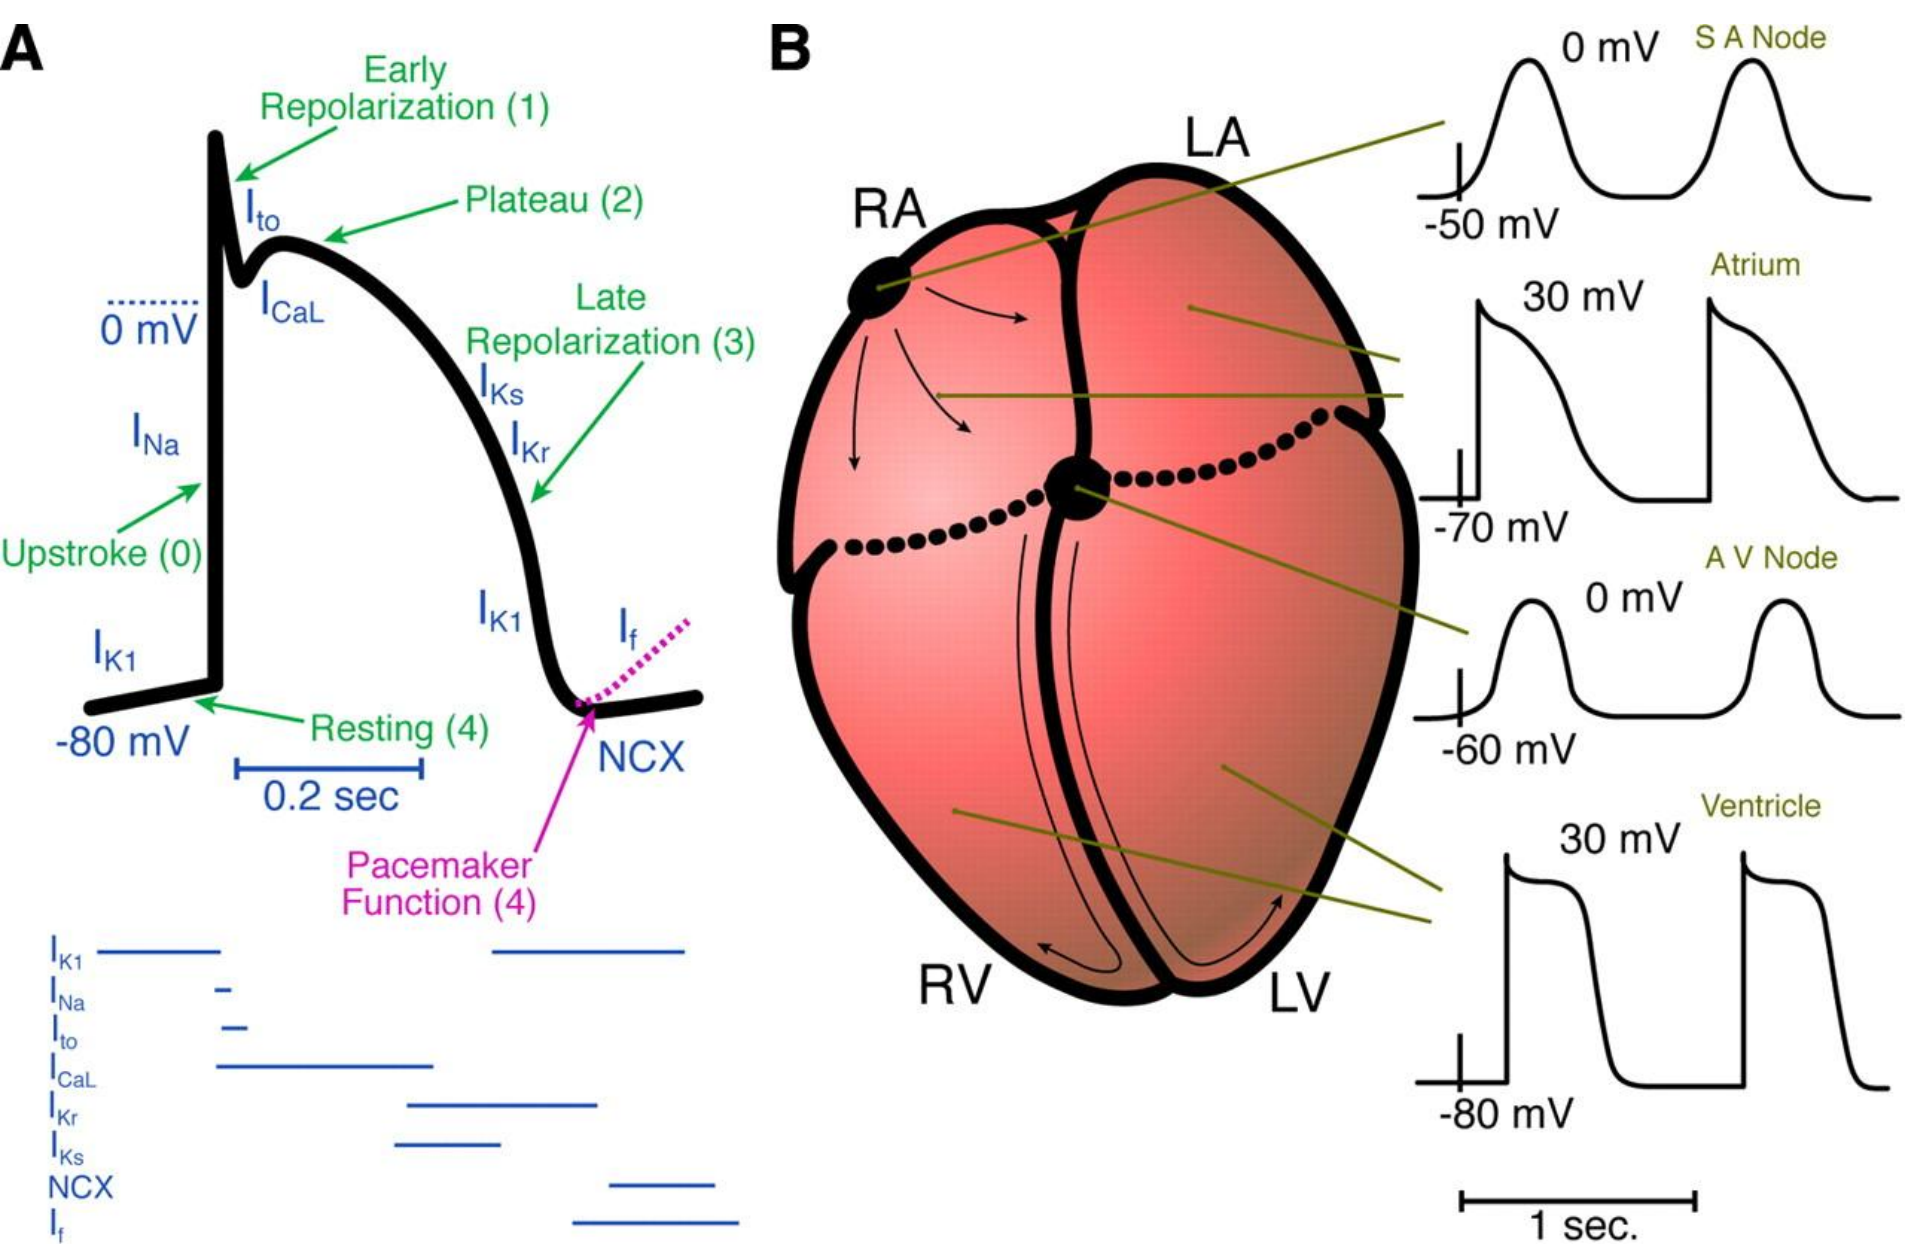 A
Early
Repolarization (1)
Ito
Plateau (2)
ICaL
0 mV
Late
Repolarization (3)
IKs
IKr
INa
Upstroke (0)
IK1
IK1
If
-80 mV
Resting (4)
NCX
0.2 sec
Pacemaker
Function (4)
IK1
INa
Ito
ICaL
IKr
IKs
NCX
If
B
LA
RA
RV
LV
0 mV
S A Node
-50 mV
Atrium
30 mV
-70 mV
A V Node
0 mV
-60 mV
Ventricle
30 mV
-80 mV
1 sec.